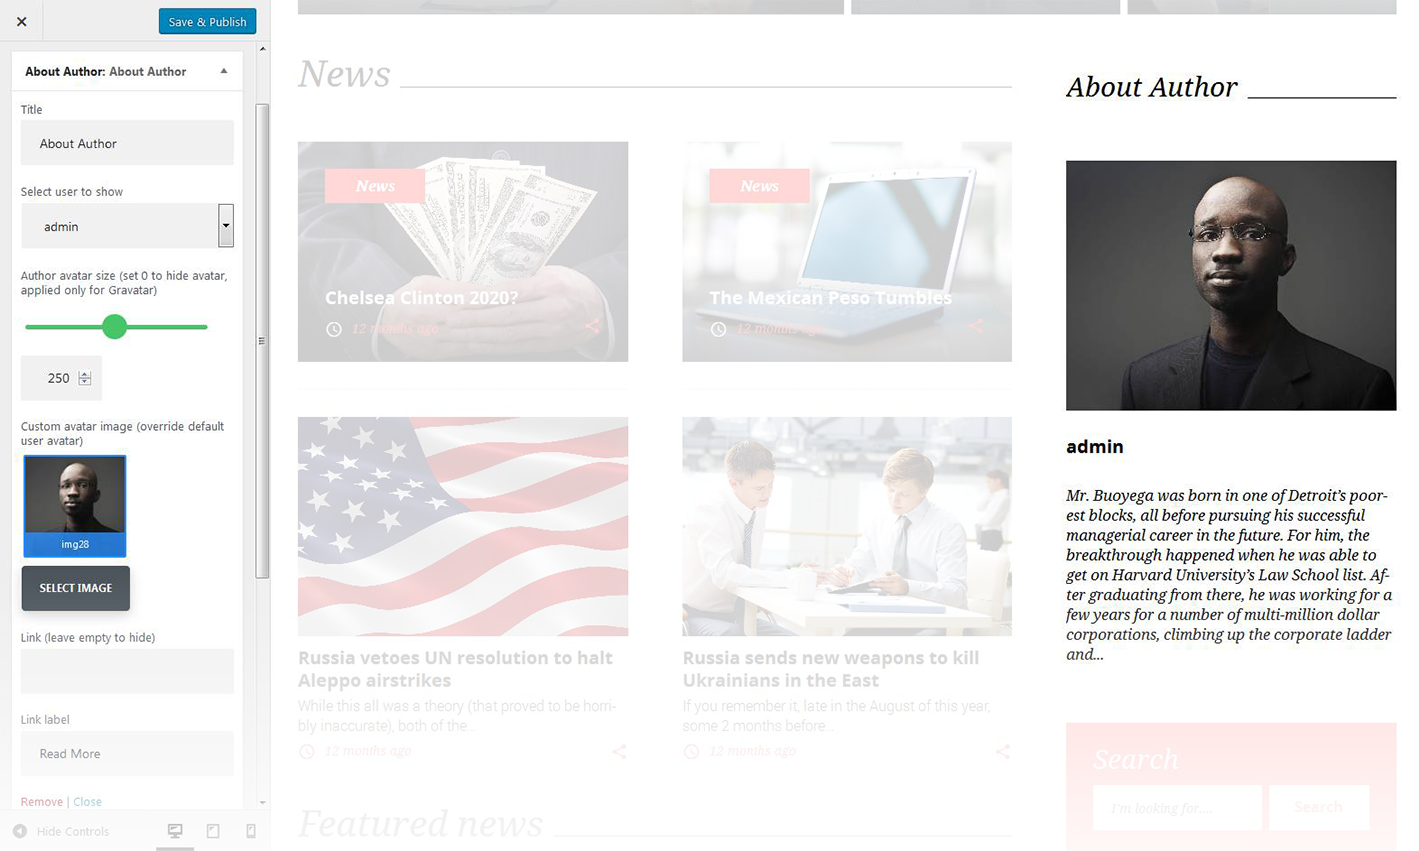 Save & Publish
About Author: About Author
Title
About Author
Select user to show
admin
Author avatar size (set 0 to hide avatar,
applied only for Gravatar)
250
Custom avatar image (override default
user avatar)
img28
SELECT IMAGE
Link (leave empty to hide)
Link label
Read More
Remove | Close
Hide Controls
News
News
Chelsea Clinton 2020?
12 months ago
News
The Mexican Peso Tumbles
12 months ago
Russia vetoes UN resolution to halt
Aleppo airstrikes
While this all was a theory (that proved to be horri-
bly inaccurate), both of the...
12 months ago
Russia sends new weapons to kill
Ukrainians in the East
If you remember it, late in the August of this year,
some 2 months before...
12 months ago
Featured news
About Author
admin
Mr. Buoyega was born in one of Detroit’s poor-
est blocks, all before pursuing his successful
managerial career in the future. For him, the
breakthrough happened when he was able to
get on Harvard University’s Law School list. Af-
ter graduating from there, he was working for a
few years for a number of multi-million dollar
corporations, climbing up the corporate ladder
and...
Search
I'm looking for....
Search